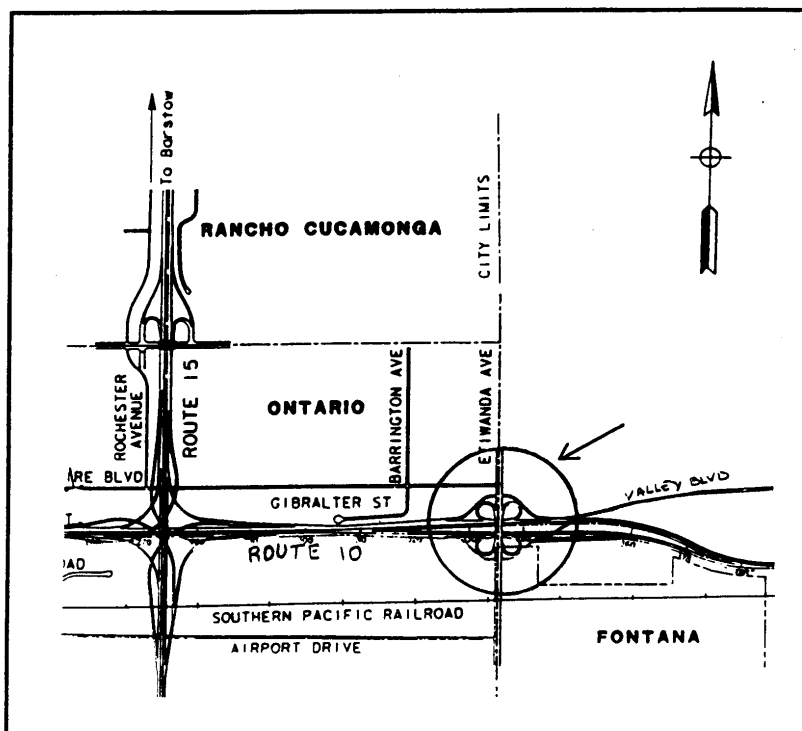 To Barstow
RANCHO CUCAMONGA
CITY LIMITS
ROCHESTER
AVENUE
ROUTE 15
ONTARIO
BARRINGTON AVE
ETIWANDA AVE
RE BLVD
GIBRALTER ST
VALLEY BLVD
ROUTE 10
OAD
SOUTHERN PACIFIC RAILROAD
AIRPORT DRIVE
FONTANA